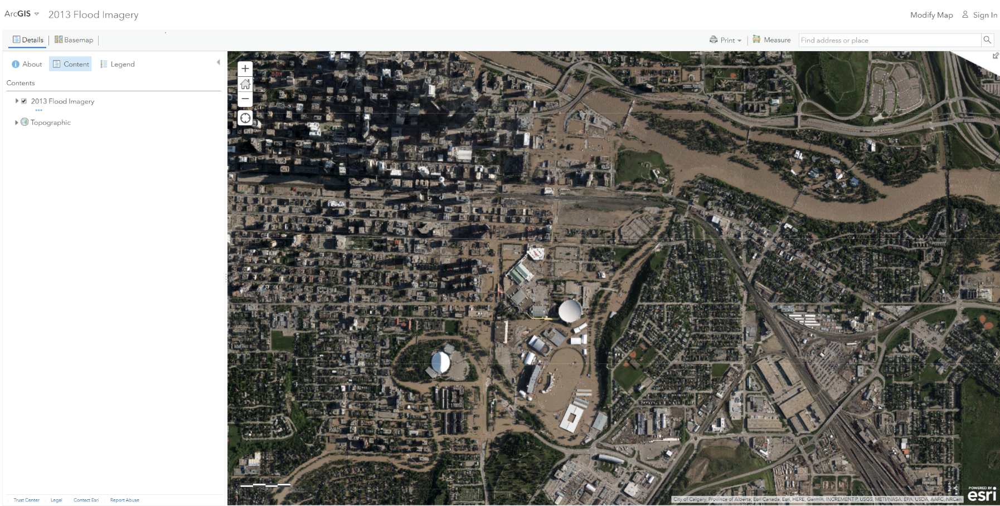 ArcGIS 2013 Flood Imagery Modify Map Sign In
Details Basemap Print Measure Find address or place
About Content Legend
Contents
2013 Flood Imagery
Topographic
Trust Center Legal Contact Esri Report Abuse
City of Calgary, Province of Alberta, Esri Canada, Esri, HERE, Garmin, INCREMENT P, USGS, METI/NASA, EPA, USDA, AAFC, NRCan
POWERED BY
esri